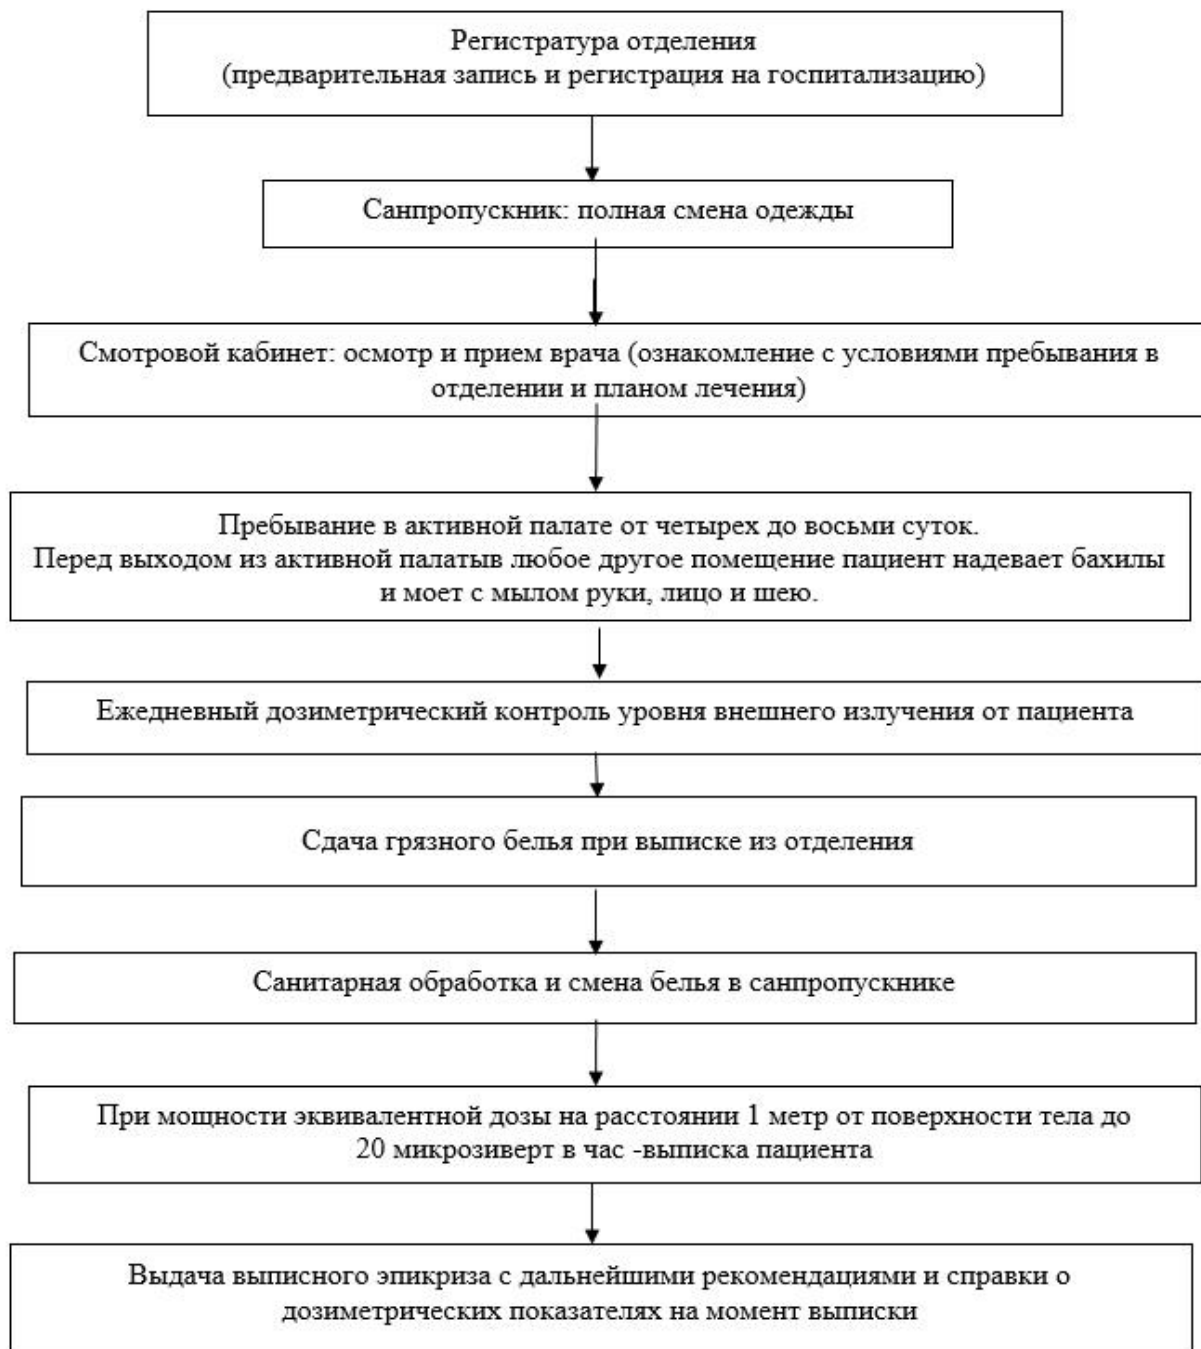 Регистратура отделения
(предварительная запись и регистрация на госпитализацию)
Санпропускник: полная смена одежды
Смотровой кабинет: осмотр и прием врача (ознакомление с условиями пребывания в
отделении и планом лечения)
Пребывание в активной палате от четырех до восьми суток.
Перед выходом из активной палатыв любое другое помещение пациент надевает бахилы
и моет с мылом руки, лицо и шею.
Ежедневный дозиметрический контроль уровня внешнего излучения от пациента
Сдача грязного белья при выписке из отделения
Санитарная обработка и смена белья в санпропускнике
При мощности эквивалентной дозы на расстоянии 1 метр от поверхности тела до
20 микрозиверт в час -выписка пациента
Выдача выписного эпикриза с дальнейшими рекомендациями и справки о
дозиметрических показателях на момент выписки